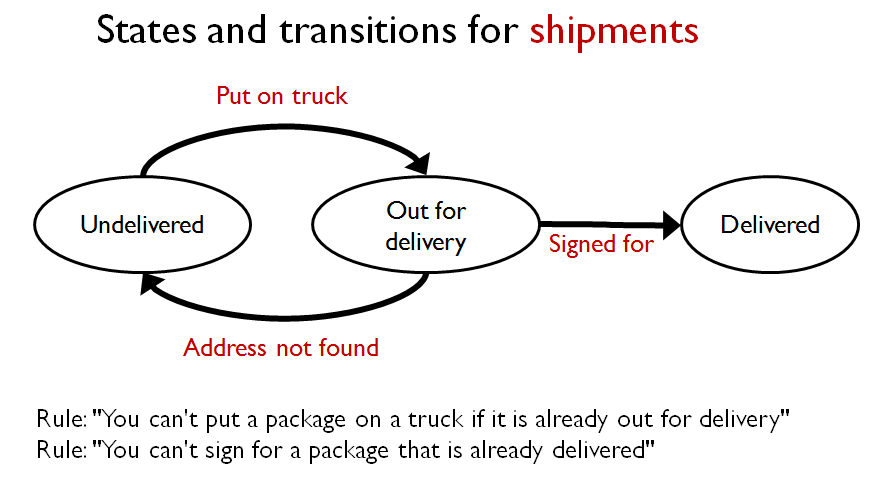 States and transitions for shipments
Put on truck
Undelivered
Out for
delivery
Signed for
Delivered
Address not found
Rule: "You can't put a package on a truck if it is already out for delivery"
Rule: "You can't sign for a package that is already delivered"